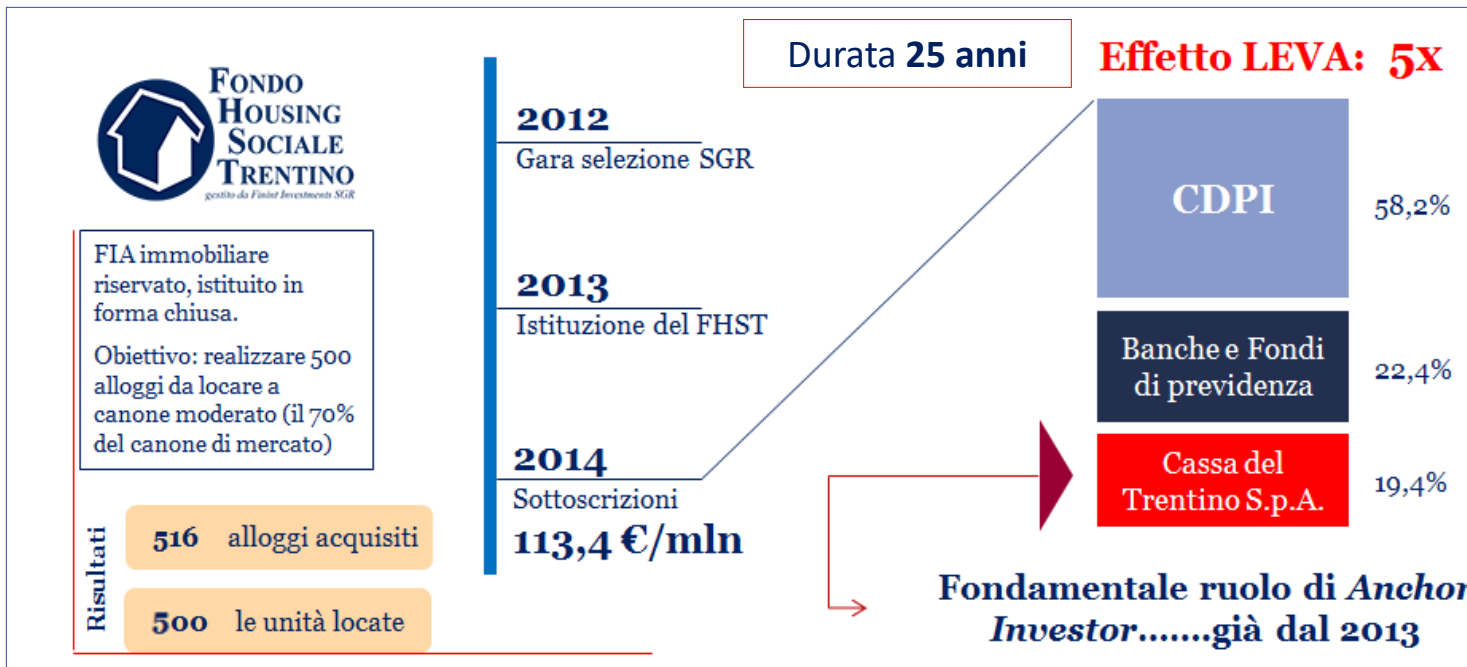 FONDO
HOUSING
SOCIALE
TRENTINO
gestito da Finint Investments SGR
FIA immobiliare
riservato, istituito in
forma chiusa.
Obiettivo: realizzare 500
alloggi da locare a
canone moderato (il 70%
del canone di mercato)
Risultati
516 alloggi acquisiti
500 le unità locate
2012
Gara selezione SGR
2013
Istituzione del FHST
2014
Sottoscrizioni
113,4 €/mln
Durata 25 anni
Effetto LEVA: 5x
CDPI
58,2%
Banche e Fondi
di previdenza
22,4%
Cassa del
Trentino S.p.A.
19,4%
Fondamentale ruolo di Anchor
Investor.......già dal 2013